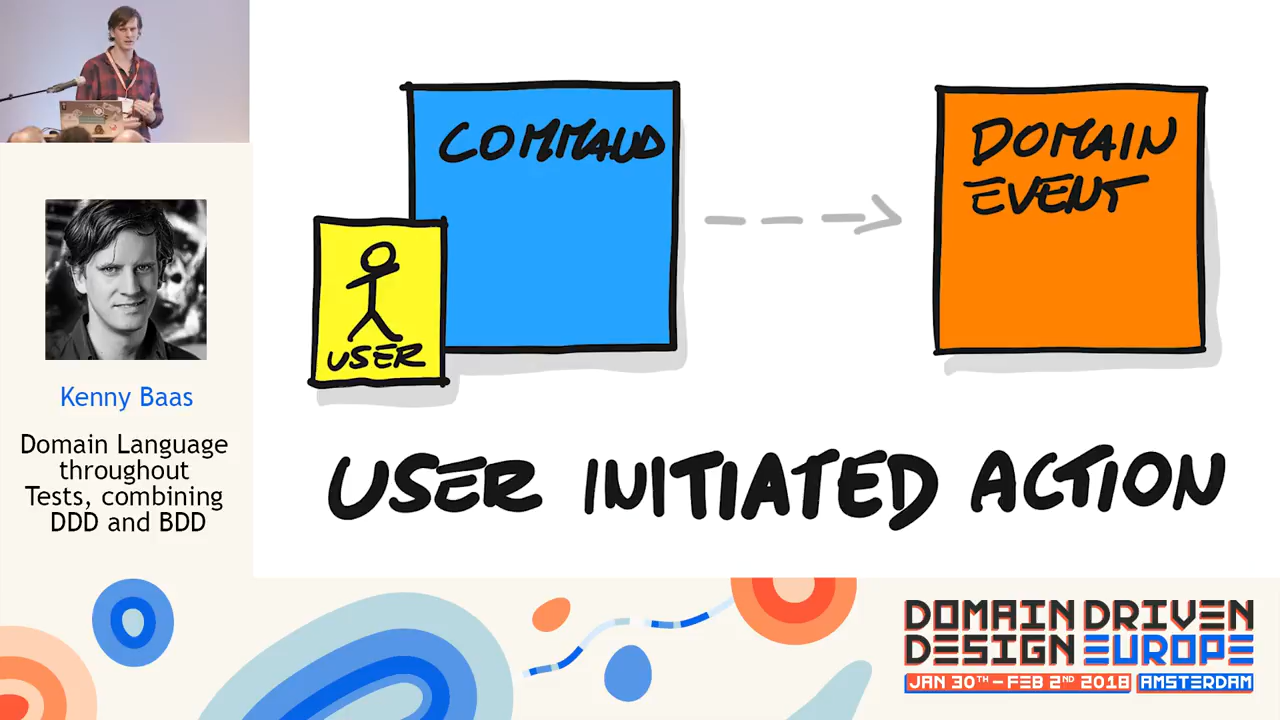 COMMAND
USER
DOMAIN
EVENT
USER INITIATED ACTION
Kenny Baas
Domain Language
throughout
Tests, combining
DDD and BDD
DOMAIN DRIVEN
DESIGN EUROPE
JAN 30TH - FEB 2ND 2018 AMSTERDAM